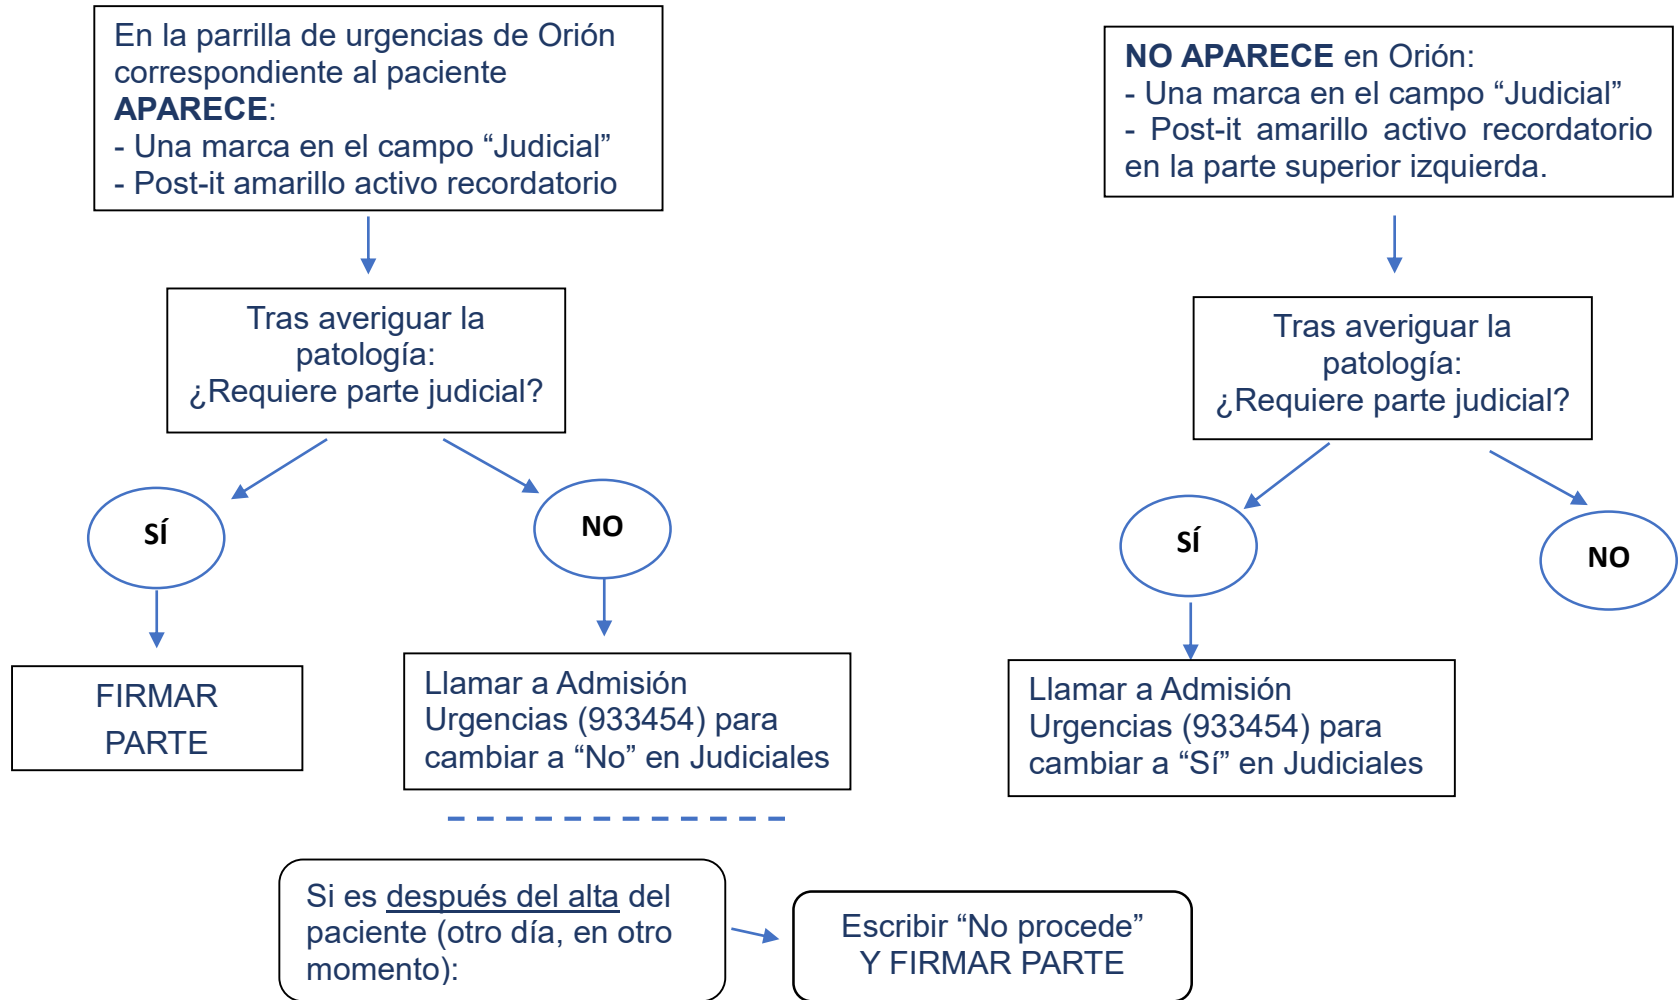 En la parrilla de urgencias de Orión
correspondiente al paciente
APARECE:
- Una marca en el campo “Judicial”
- Post-it amarillo activo recordatorio
Tras averiguar la
patología:
¿Requiere parte judicial?
SÍ
NO
FIRMAR
PARTE
Llamar a Admisión
Urgencias (933454) para
cambiar a “No” en Judiciales
Si es después del alta del
paciente (otro día, en otro
momento):
Escribir “No procede”
Y FIRMAR PARTE
NO APARECE en Orión:
- Una marca en el campo “Judicial”
- Post-it amarillo activo recordatorio
en la parte superior izquierda.
Tras averiguar la
patología:
¿Requiere parte judicial?
SÍ
NO
Llamar a Admisión
Urgencias (933454) para
cambiar a “Sí” en Judiciales